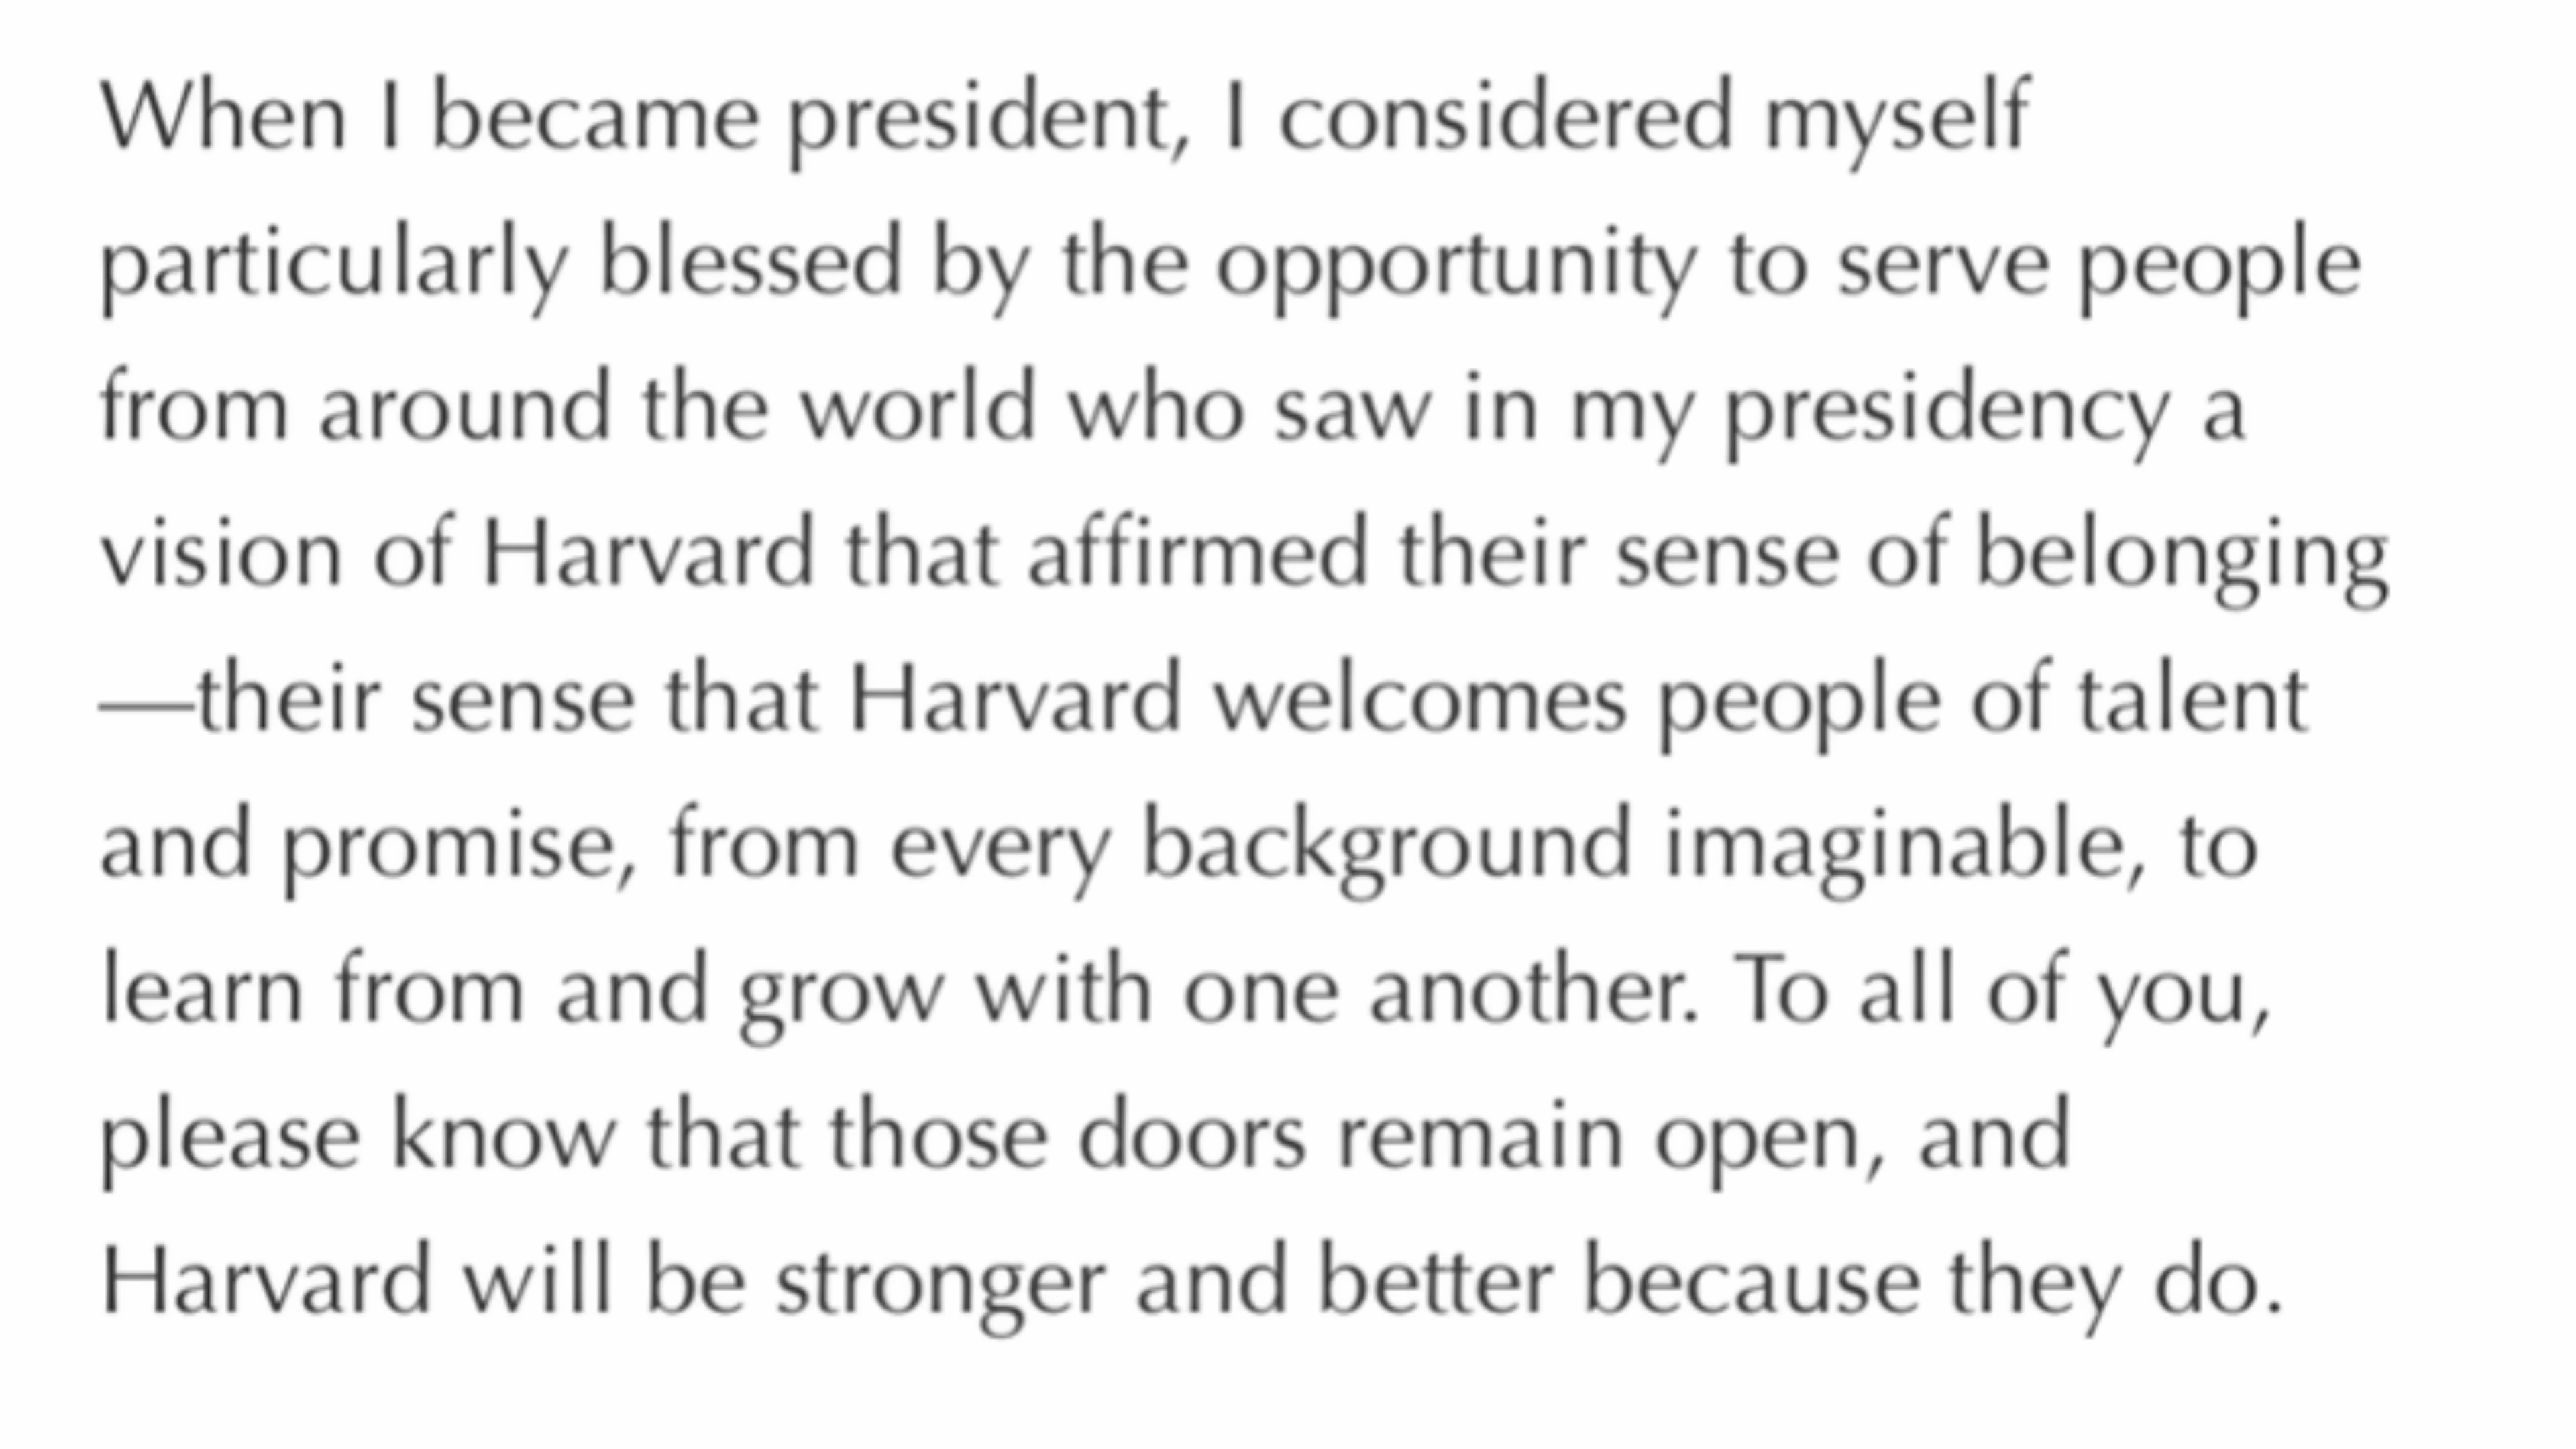 When I became president, I considered myself
particularly blessed by the opportunity to serve people
from around the world who saw in my presidency a
vision of Harvard that affirmed their sense of belonging
—their sense that Harvard welcomes people of talent
and promise, from every background imaginable, to
learn from and grow with one another. To all of you,
please know that those doors remain open, and
Harvard will be stronger and better because they do.